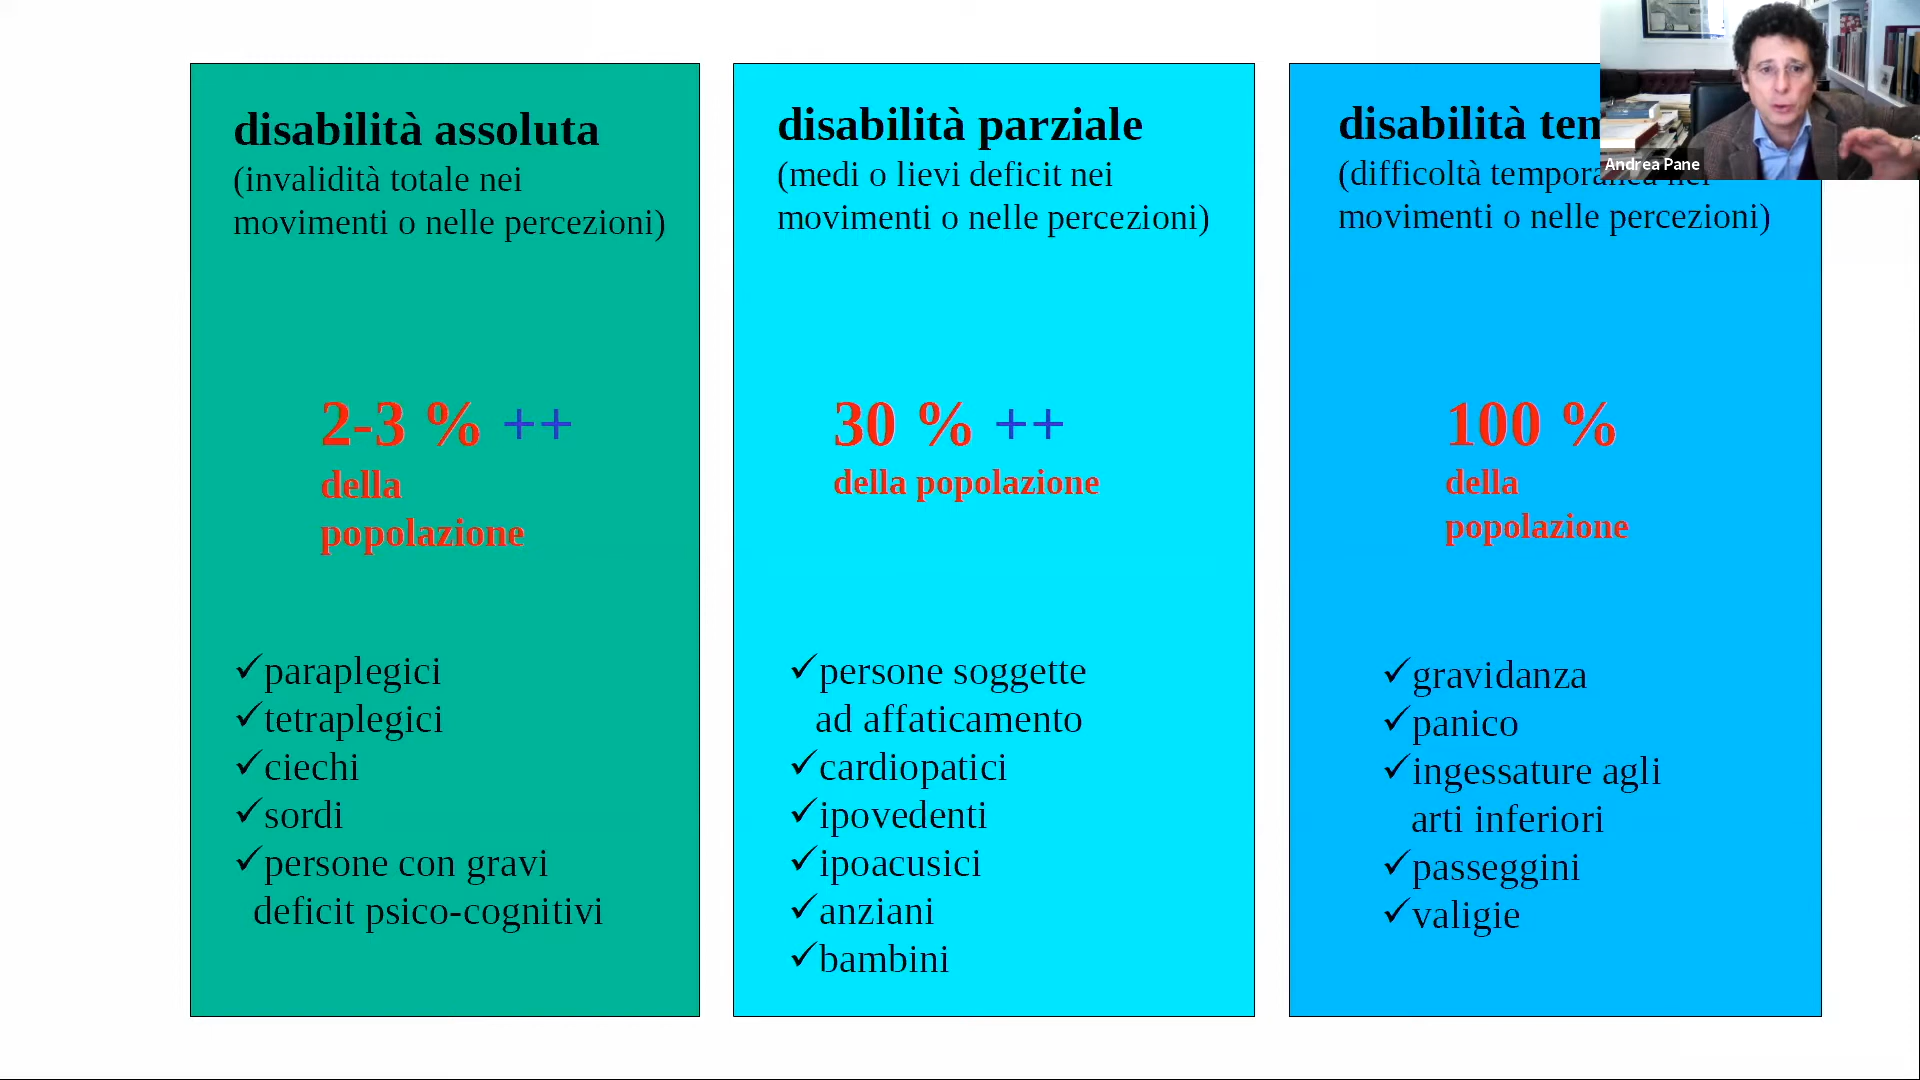 disabilità assoluta
(invalidità totale nei
movimenti o nelle percezioni)
2-3 % ++
della
popolazione
✓paraplegici
✓tetraplegici
✓ciechi
✓sordi
✓persone con gravi
deficit psico-cognitivi
disabilità parziale
(medi o lievi deficit nei
movimenti o nelle percezioni)
30 % ++
della popolazione
✓persone soggette
ad affaticamento
✓cardiopatici
✓ipovedenti
✓ipoacusici
✓anziani
✓bambini
disabilità
(difficoltà temporanea nei
movimenti o nelle percezioni)
100 %
della
popolazione
✓gravidanza
✓panico
✓ingessature agli
arti inferiori
✓passeggini
✓valigie
Andrea Pane